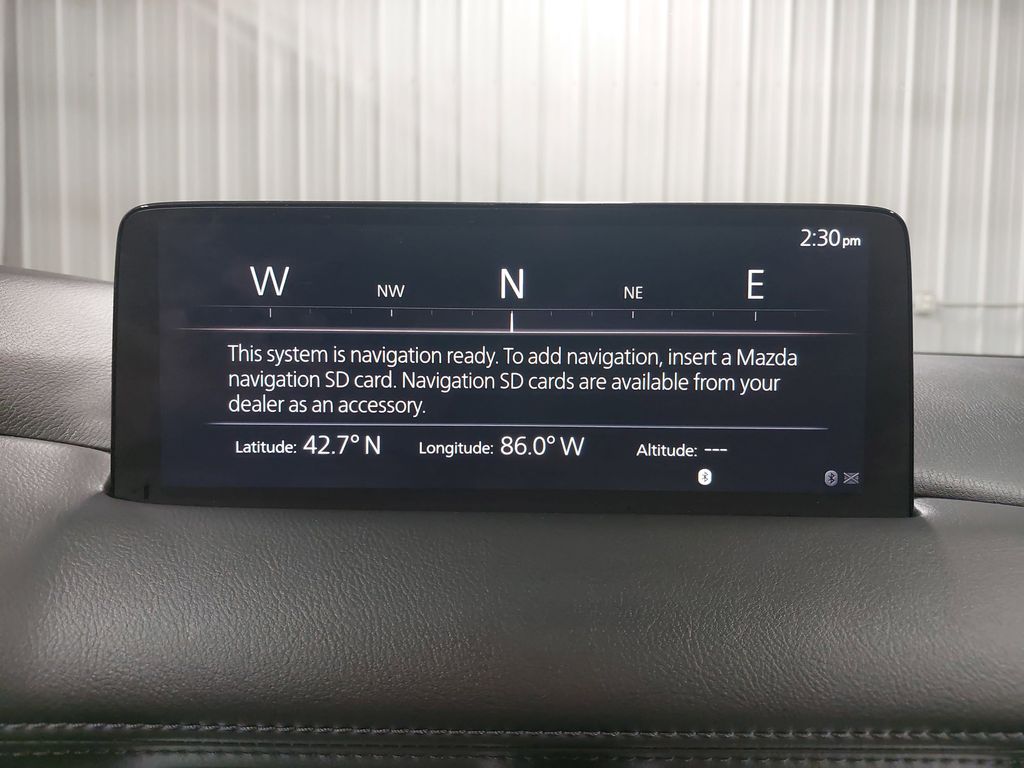 2:30pm
W NW N NE E
This system is navigation ready. To add navigation, insert a Mazda
navigation SD card. Navigation SD cards are available from your
dealer as an accessory.
Latitude: 42.7° N Longitude: 86.0° W Altitude: ---